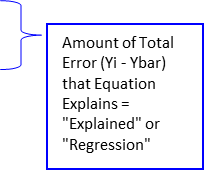 Amount of Total
Error (Yi - Ybar)
that Equation
Explains =
"Explained" or
"Regression"